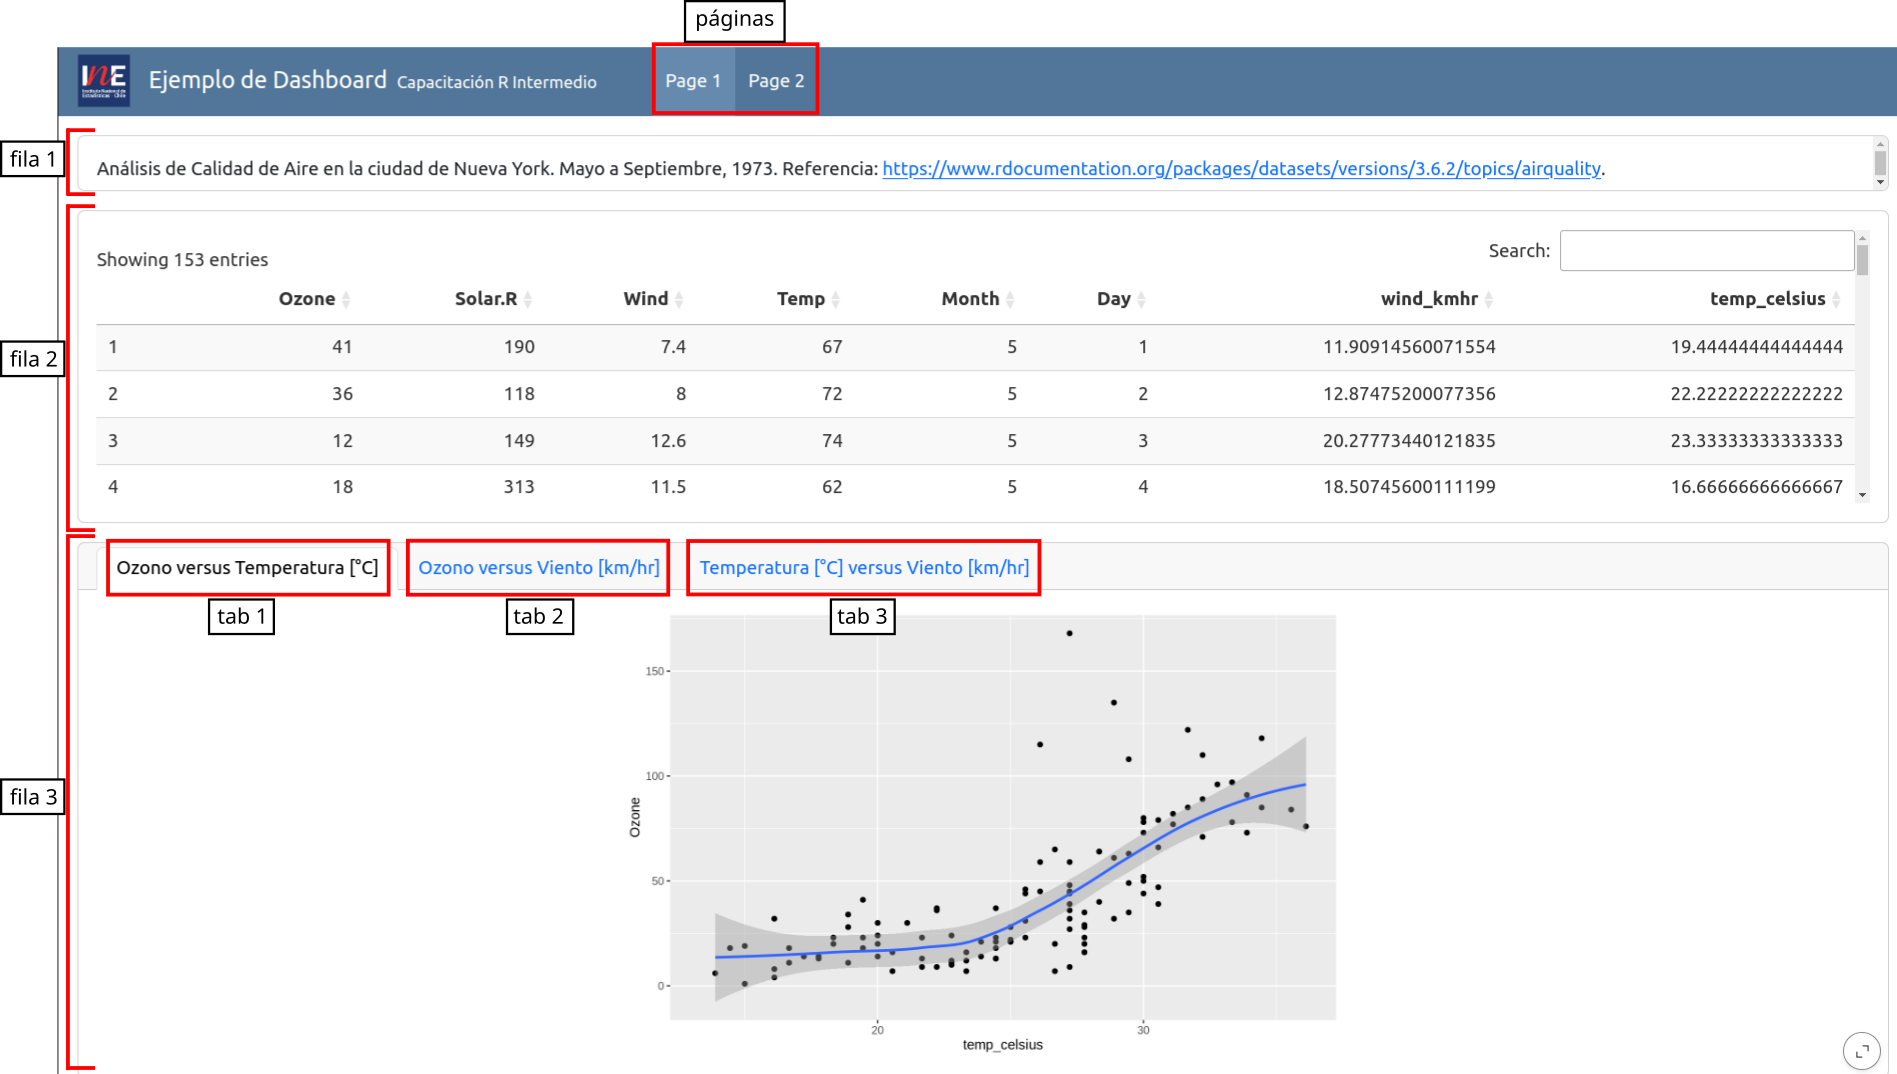 páginas
INE
Instituto Nacional de
Estadísticas · Chile
Ejemplo de Dashboard Capacitación R Intermedio
Page 1 Page 2
fila 1
Análisis de Calidad de Aire en la ciudad de Nueva York. Mayo a Septiembre, 1973. Referencia: https://www.rdocumentation.org/packages/datasets/versions/3.6.2/topics/airquality.
Search:
Showing 153 entries
Ozone Solar.R Wind Temp Month Day wind_kmhr temp_celsius
1 41 190 7.4 67 5 1 11.90914560071554 19.44444444444444
fila 2
2 36 118 8 72 5 2 12.87475200077356 22.22222222222222
3 12 149 12.6 74 5 3 20.27773440121835 23.33333333333333
4 18 313 11.5 62 5 4 18.50745600111199 16.66666666666667
Ozono versus Temperatura [°C] Ozono versus Viento [km/hr] Temperatura [°C] versus Viento [km/hr]
tab 1 tab 2 tab 3
fila 3
150
100
50
0
Ozone
20 30
temp_celsius